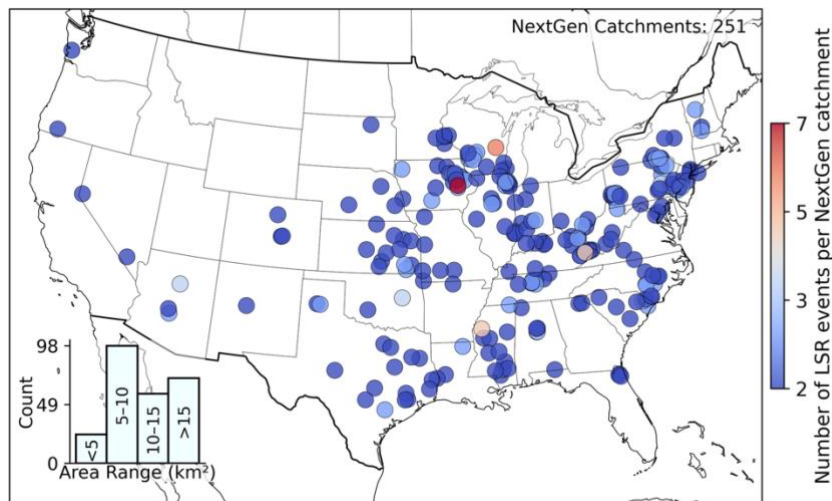 NextGen Catchments: 251
98
49
0
Count
<5
5–10
10–15
>15
Area Range (km²)
7
5
3
2
Number of LSR events per NextGen catchment